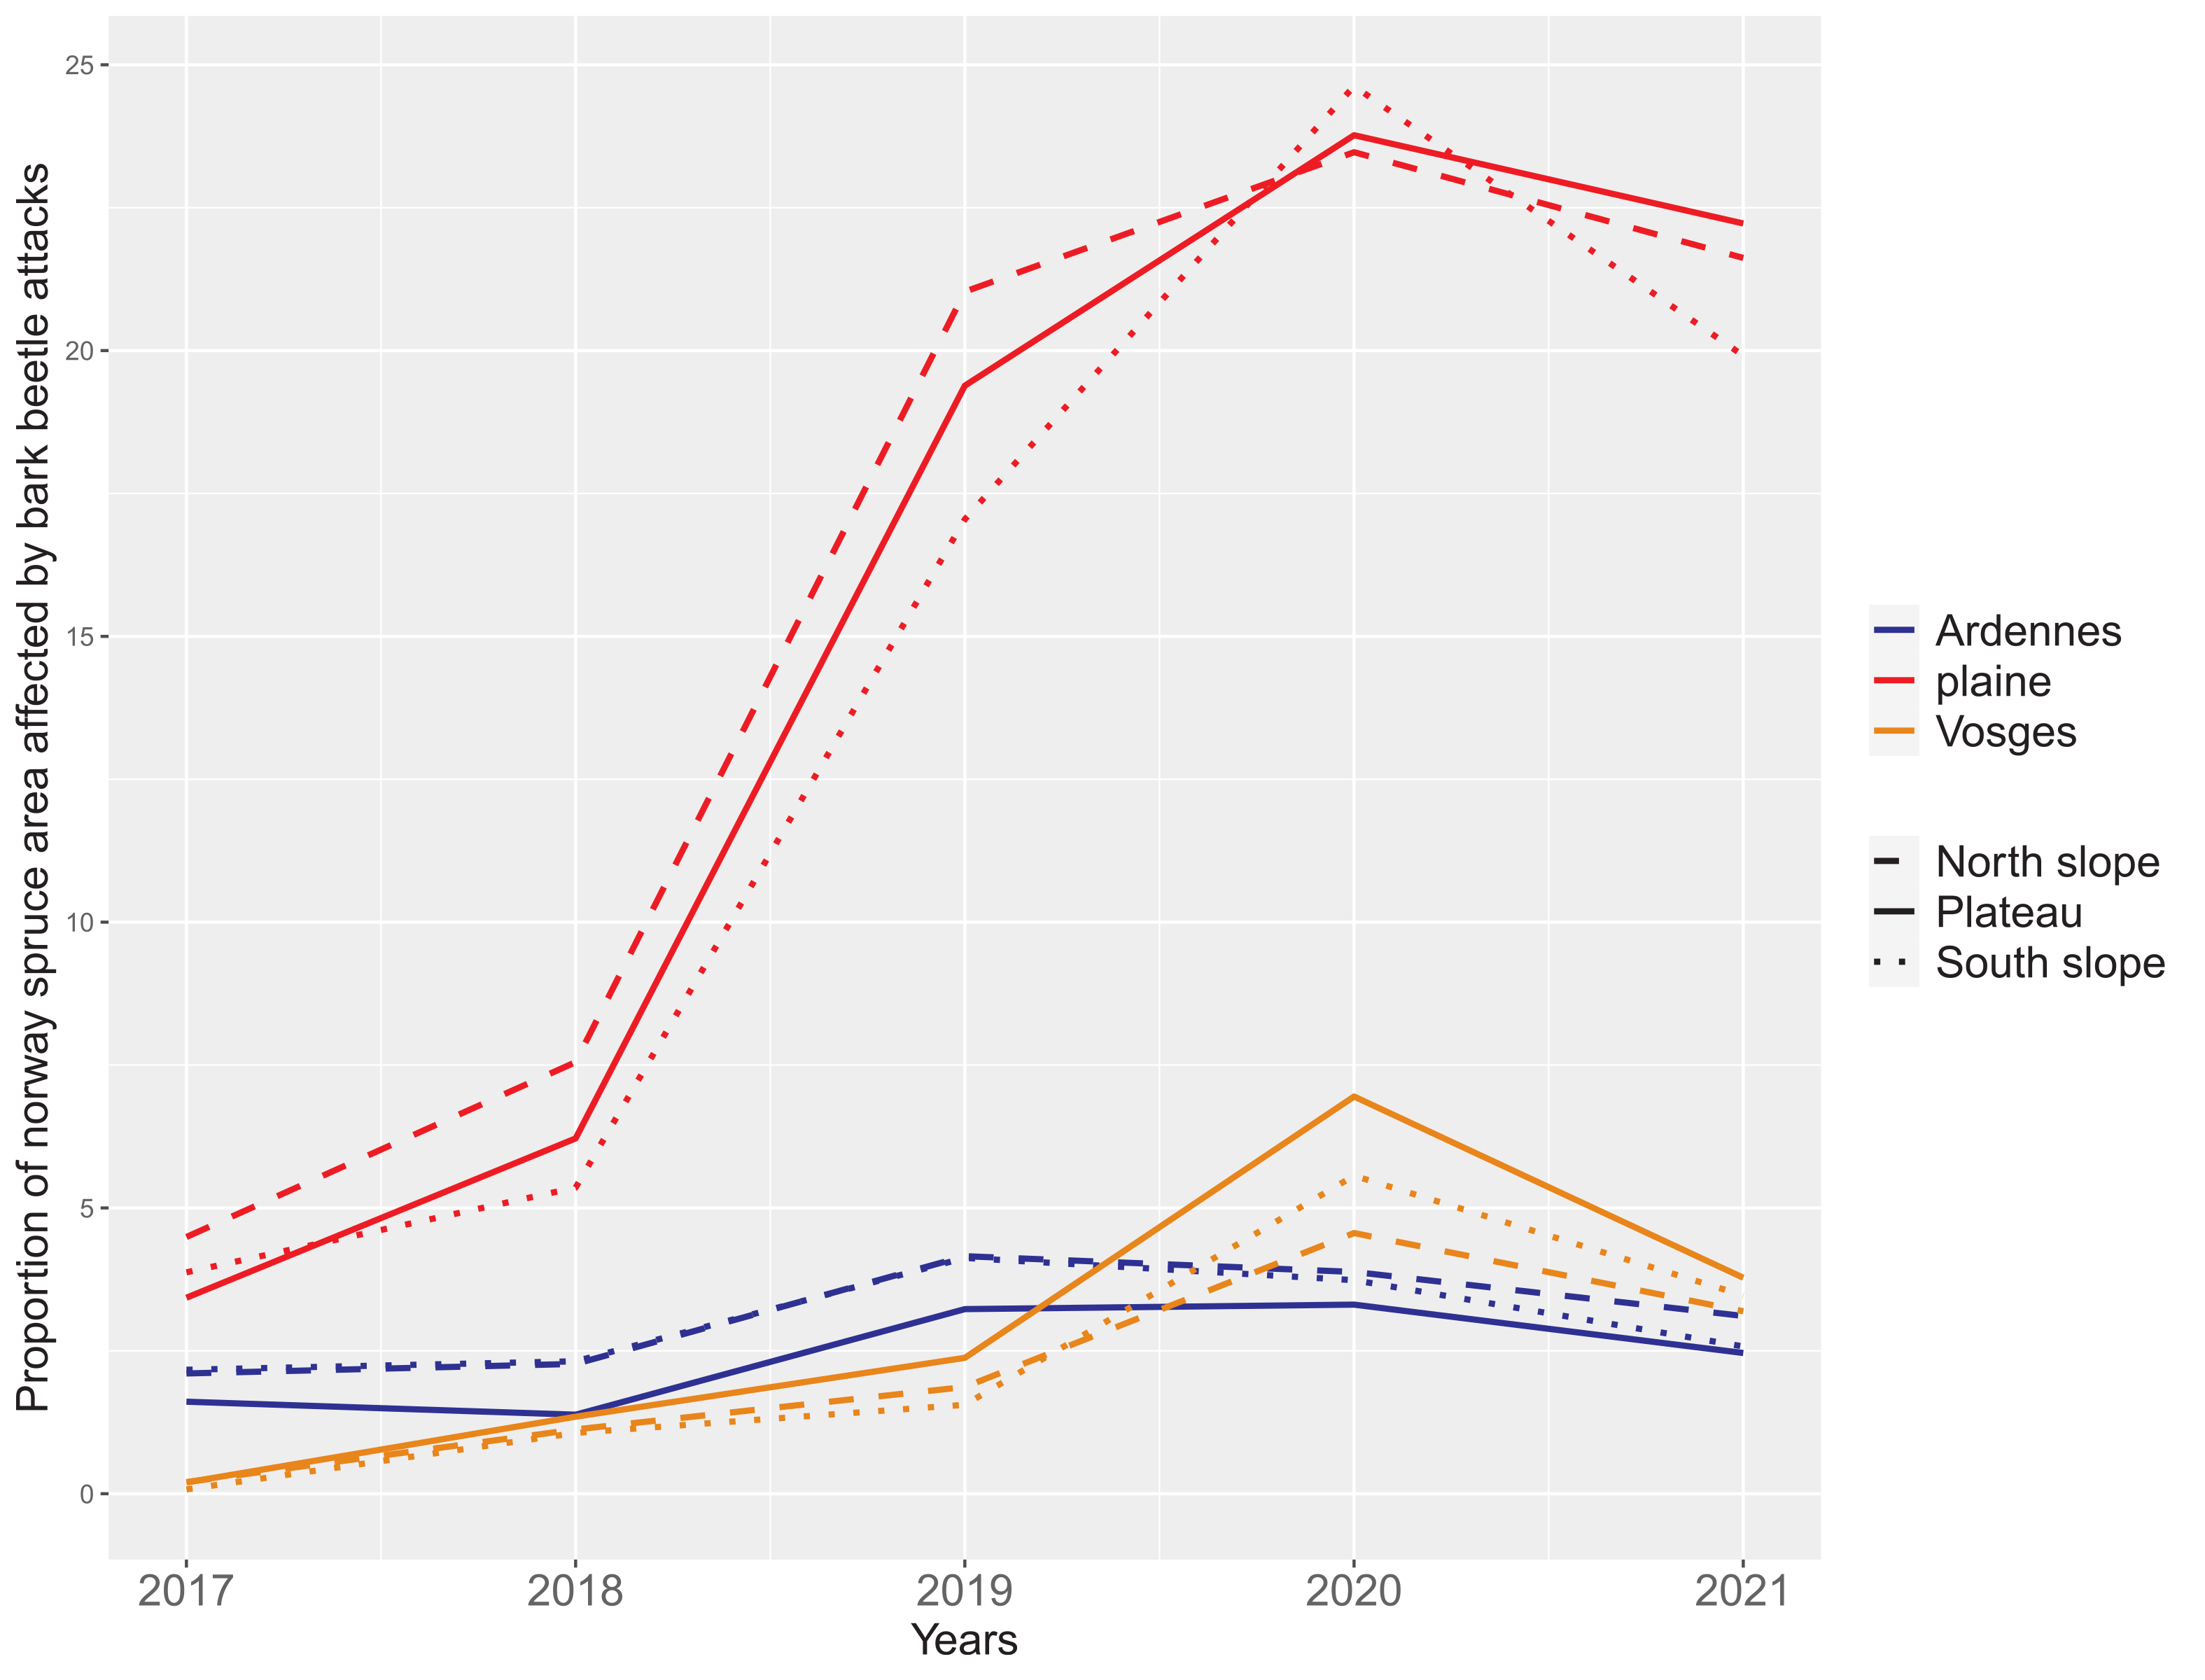 Proportion of norway spruce area affected by bark beetle attacks
25
20
15
10
5
0
2017 2018 2019 2020 2021
Years
Ardennes
plaine
Vosges
North slope
Plateau
South slope